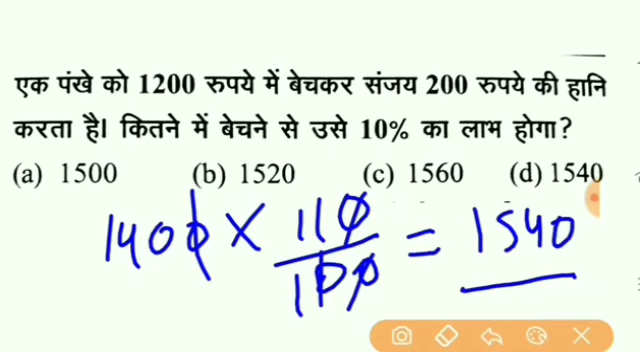 एक पंखे को 1200 रुपये में बेचकर संजय 200 रुपये की हानि
करता है। कितने में बेचने से उसे 10% का लाभ होगा?
(a) 1500 (b) 1520 (c) 1560 (d) 1540
1400 × 110/100 = 1540